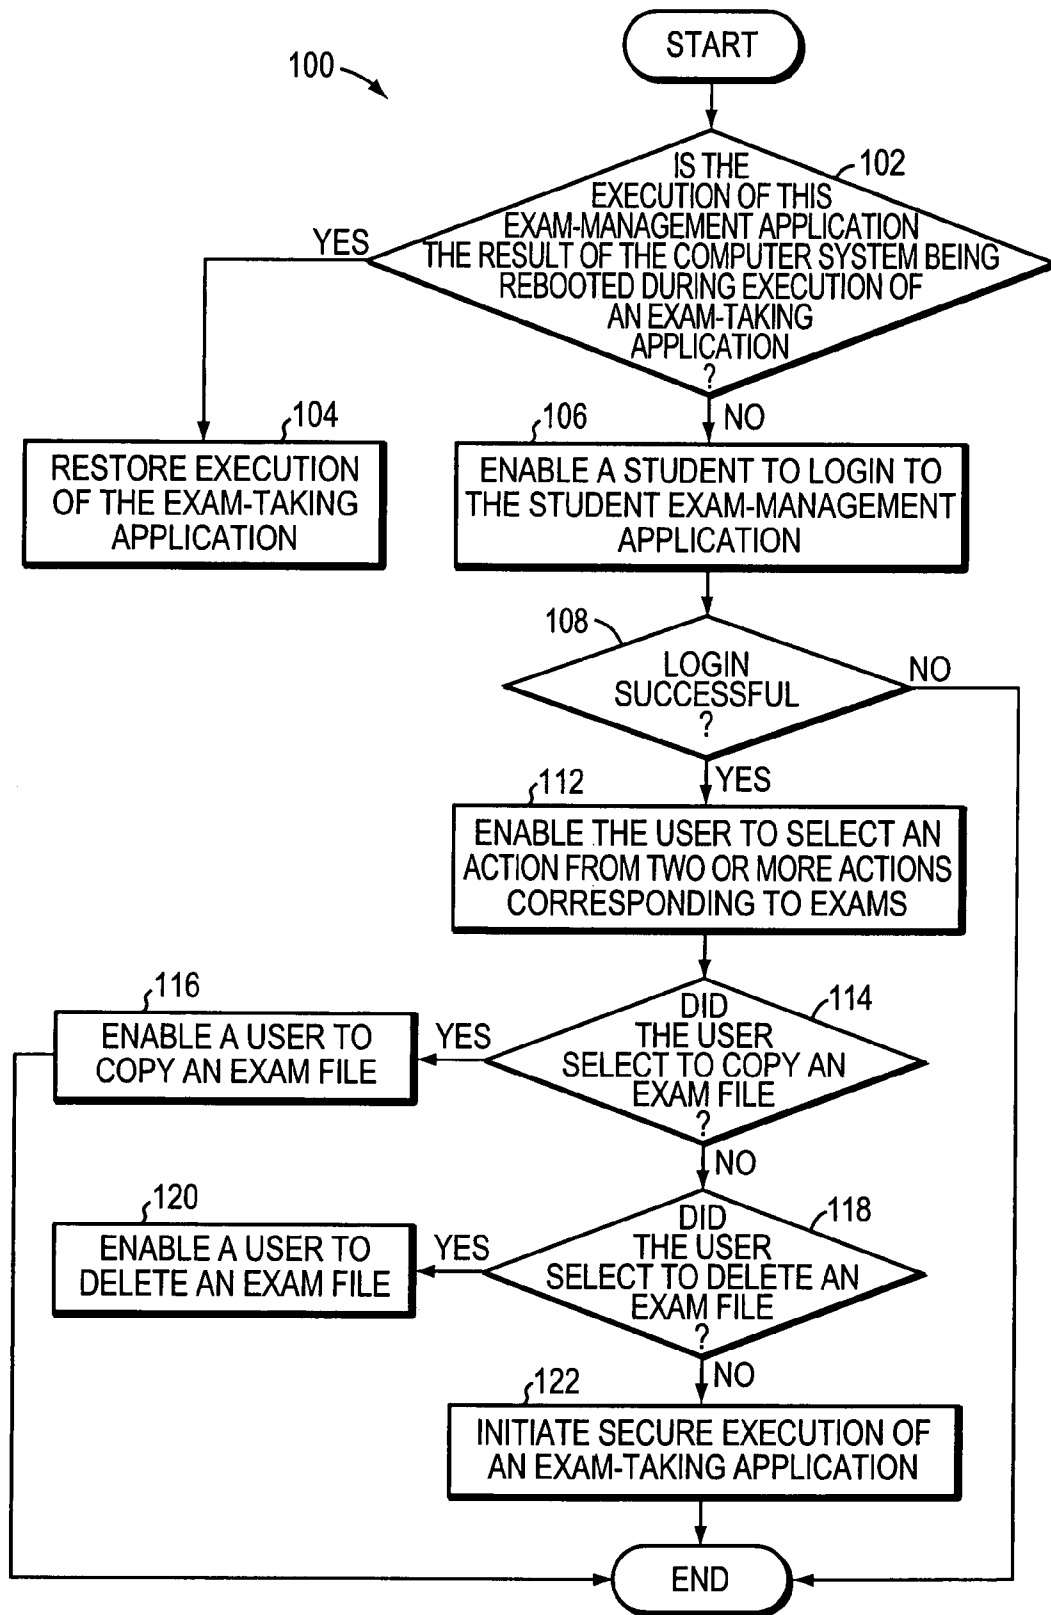 START
100
102
IS THE
EXECUTION OF THIS
EXAM-MANAGEMENT APPLICATION
THE RESULT OF THE COMPUTER SYSTEM BEING
REBOOTED DURING EXECUTION OF
AN EXAM-TAKING
APPLICATION
?
YES
NO
104
RESTORE EXECUTION
OF THE EXAM-TAKING
APPLICATION
106
ENABLE A STUDENT TO LOGIN TO
THE STUDENT EXAM-MANAGEMENT
APPLICATION
108
LOGIN
SUCCESSFUL
?
NO
YES
112
ENABLE THE USER TO SELECT AN
ACTION FROM TWO OR MORE ACTIONS
CORRESPONDING TO EXAMS
114
DID
THE USER
SELECT TO COPY AN
EXAM FILE
?
YES
116
ENABLE A USER TO
COPY AN EXAM FILE
NO
118
DID
THE USER
SELECT TO DELETE AN
EXAM FILE
?
YES
120
ENABLE A USER TO
DELETE AN EXAM FILE
NO
122
INITIATE SECURE EXECUTION OF
AN EXAM-TAKING APPLICATION
END